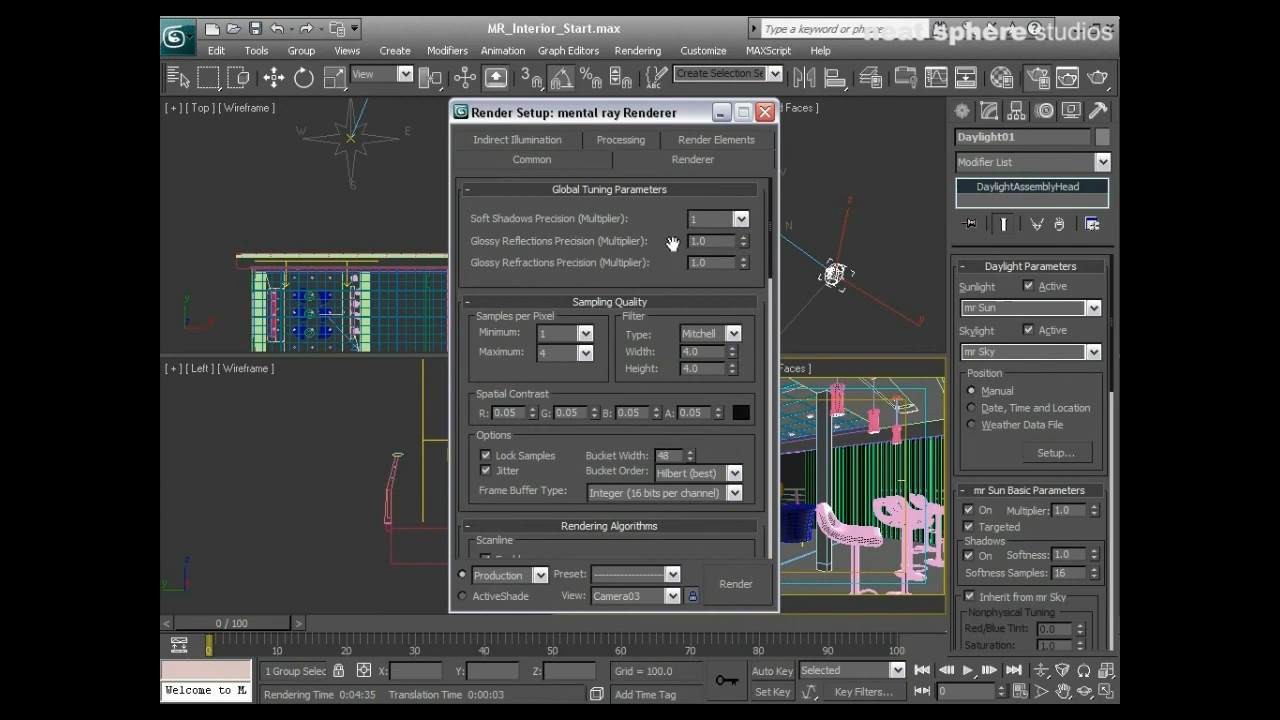 MR_Interior_Start.max
Type a keyword or phrase
neat sphere studios
Edit Tools Group Views Create Modifiers Animation Graph Editors Rendering Customize MAXScript Help
View
3
Create Selection Se
[ + ] [ Top ] [ Wireframe ]
Faces ]
W
E
S
N
Render Setup: mental ray Renderer
Indirect Illumination Processing Render Elements
Common Renderer
Global Tuning Parameters
Soft Shadows Precision (Multiplier): 1
Glossy Reflections Precision (Multiplier): 1.0
Glossy Refractions Precision (Multiplier): 1.0
Sampling Quality
Samples per Pixel
Minimum: 1
Maximum: 4
Filter
Type: Mitchell
Width: 4.0
Height: 4.0
Spatial Contrast
R: 0.05 G: 0.05 B: 0.05 A: 0.05
Options
Lock Samples
Jitter
Bucket Width: 48
Bucket Order: Hilbert (best)
Frame Buffer Type: Integer (16 bits per channel)
Rendering Algorithms
Scanline
Production
Preset:
ActiveShade
View: Camera03
Render
[ + ] [ Left ] [ Wireframe ]
Faces ]
x
y
z
Daylight01
Modifier List
DaylightAssemblyHead
Daylight Parameters
Sunlight Active
mr Sun
Skylight Active
mr Sky
Position
Manual
Date, Time and Location
Weather Data File
Setup...
mr Sun Basic Parameters
On Multiplier: 1.0
Targeted
Shadows
On Softness: 1.0
Softness Samples: 16
Inherit from mr Sky
Nonphysical Tuning
Red/Blue Tint: 0.0
Saturation: 1.0
0 / 100
0 10 20 30 40 50 60 70 80 90 100
1 Group Selec X: Y: Z: Grid = 100.0 Auto Key Selected
Welcome to M
Rendering Time 0:04:35 Translation Time 0:00:03 Add Time Tag Set Key Key Filters... 0